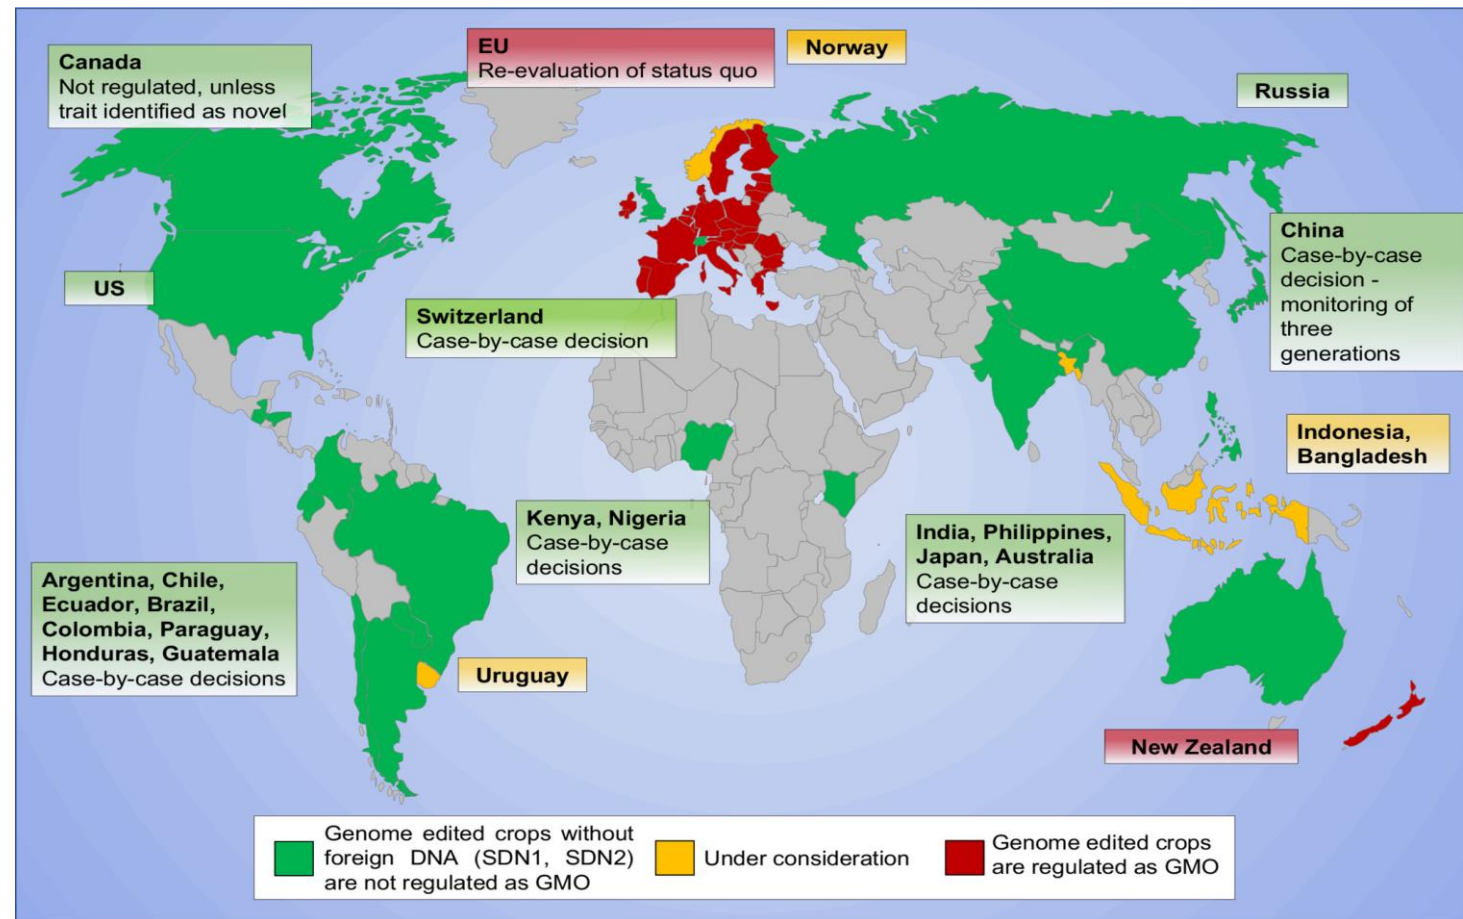 Canada
Not regulated, unless
trait identified as novel
EU
Re-evaluation of status quo
Norway
Russia
US
China
Case-by-case
decision -
monitoring of
three
generations
Switzerland
Case-by-case decision
Indonesia,
Bangladesh
Kenya, Nigeria
Case-by-case
decisions
India, Philippines,
Japan, Australia
Case-by-case
decisions
Argentina, Chile,
Ecuador, Brazil,
Colombia, Paraguay,
Honduras, Guatemala
Case-by-case decisions
Uruguay
New Zealand
Genome edited crops without
foreign DNA (SDN1, SDN2)
are not regulated as GMO
Under consideration
Genome edited crops
are regulated as GMO